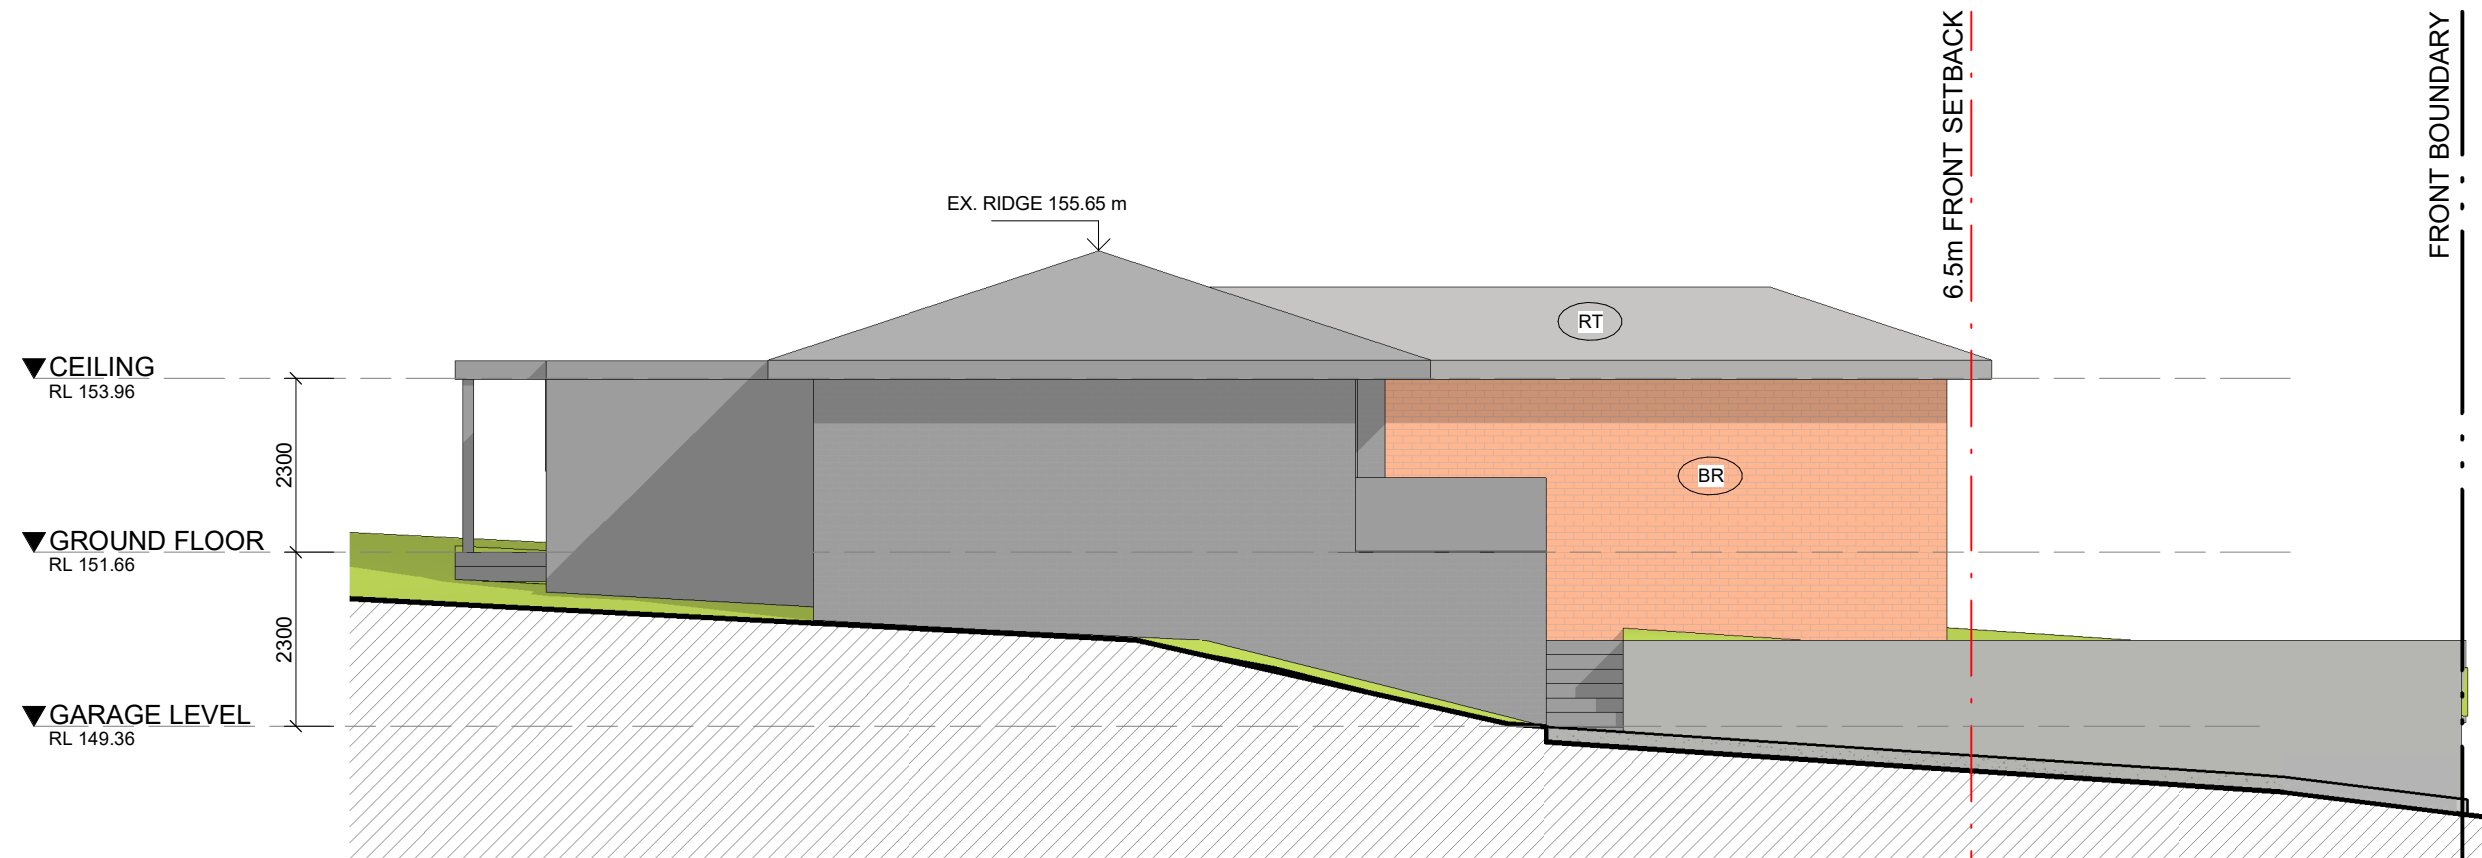 6.5m FRONT SETBACK
FRONT BOUNDARY
EX. RIDGE 155.65 m
RT
CEILING
RL 153.96
2300
BR
GROUND FLOOR
RL 151.66
2300
GARAGE LEVEL
RL 149.36